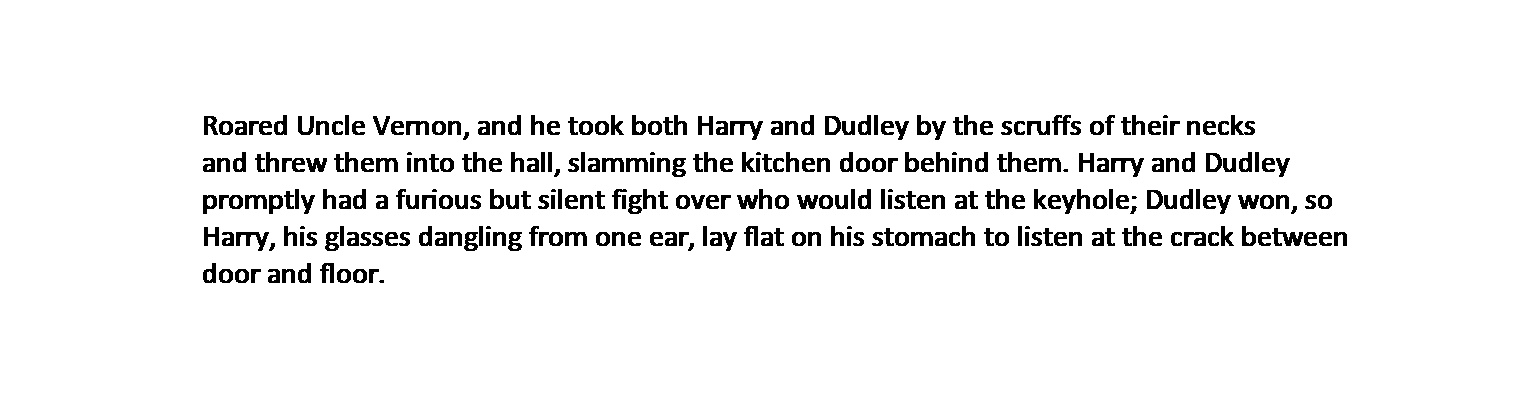 Roared Uncle Vernon, and he took both Harry and Dudley by the scruffs of their necks
and threw them into the hall, slamming the kitchen door behind them. Harry and Dudley
promptly had a furious but silent fight over who would listen at the keyhole; Dudley won, so
Harry, his glasses dangling from one ear, lay flat on his stomach to listen at the crack between
door and floor.